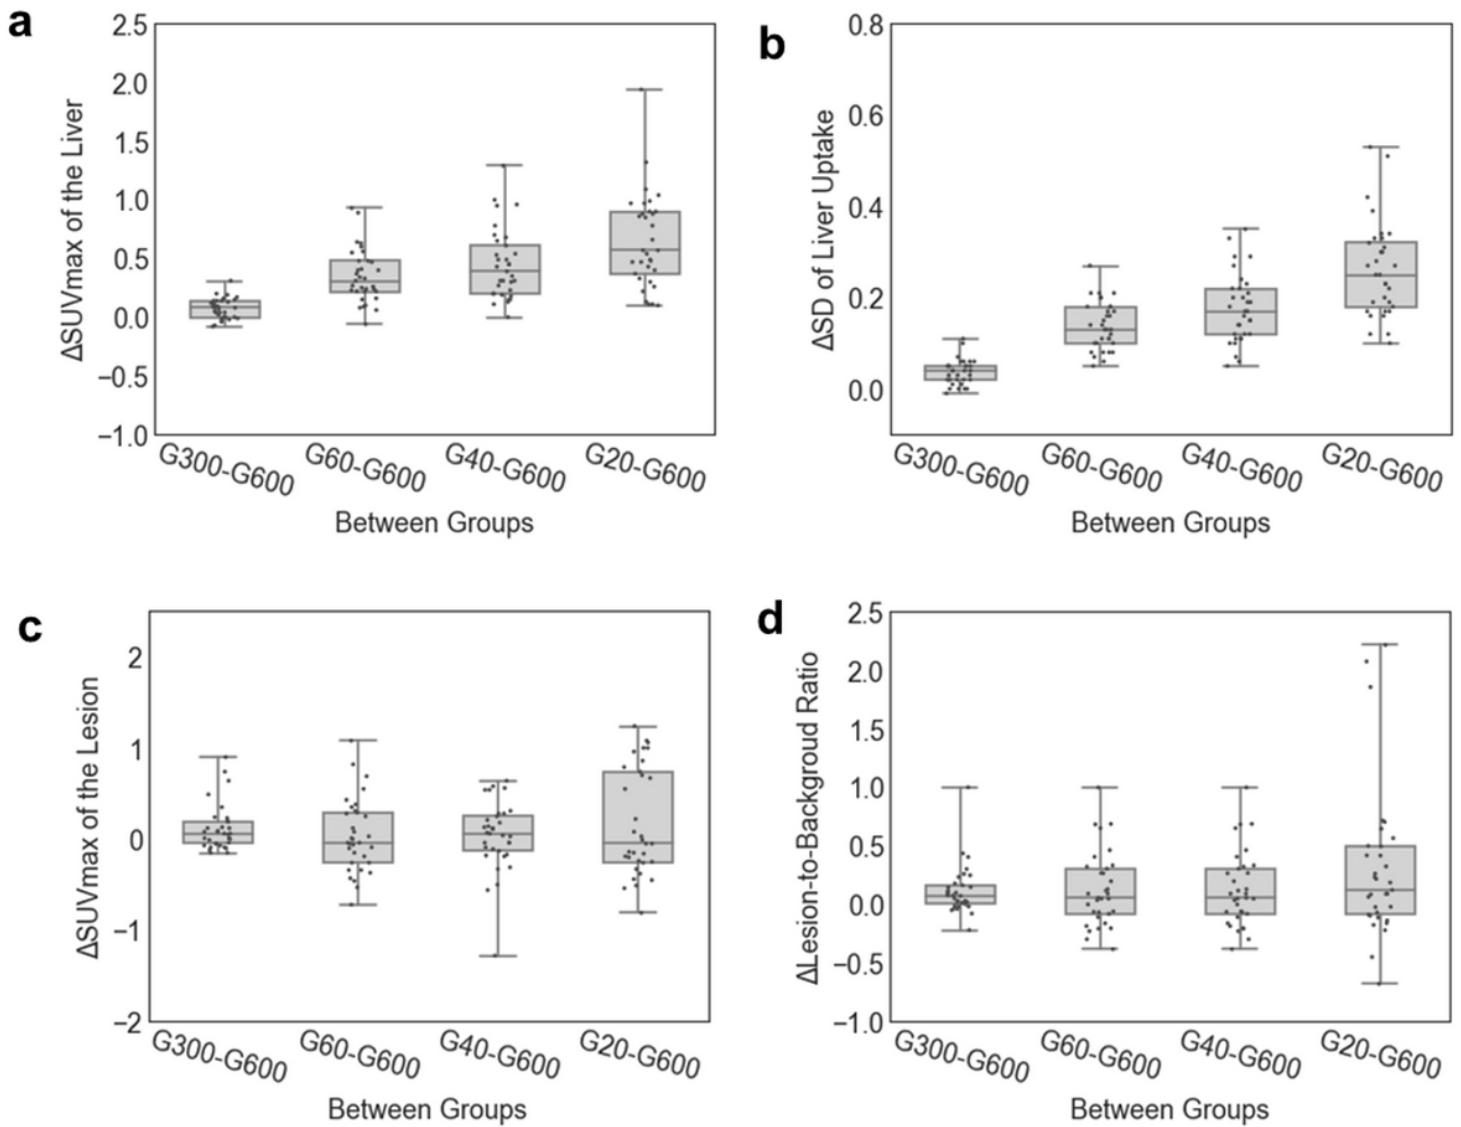 a
ΔSUVmax of the Liver
2.5
2.0
1.5
1.0
0.5
0.0
−0.5
−1.0
G300-G600 G60-G600 G40-G600 G20-G600
Between Groups
b
ΔSD of Liver Uptake
0.8
0.6
0.4
0.2
0.0
G300-G600 G60-G600 G40-G600 G20-G600
Between Groups
c
ΔSUVmax of the Lesion
2
1
0
−1
−2
G300-G600 G60-G600 G40-G600 G20-G600
Between Groups
d
ΔLesion-to-Backgroud Ratio
2.5
2.0
1.5
1.0
0.5
0.0
−0.5
−1.0
G300-G600 G60-G600 G40-G600 G20-G600
Between Groups